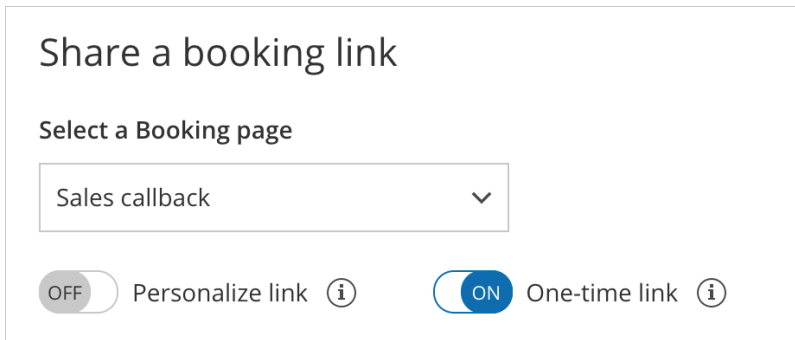 Share a booking link
Select a Booking page
Sales callback
OFF Personalize link ON One-time link